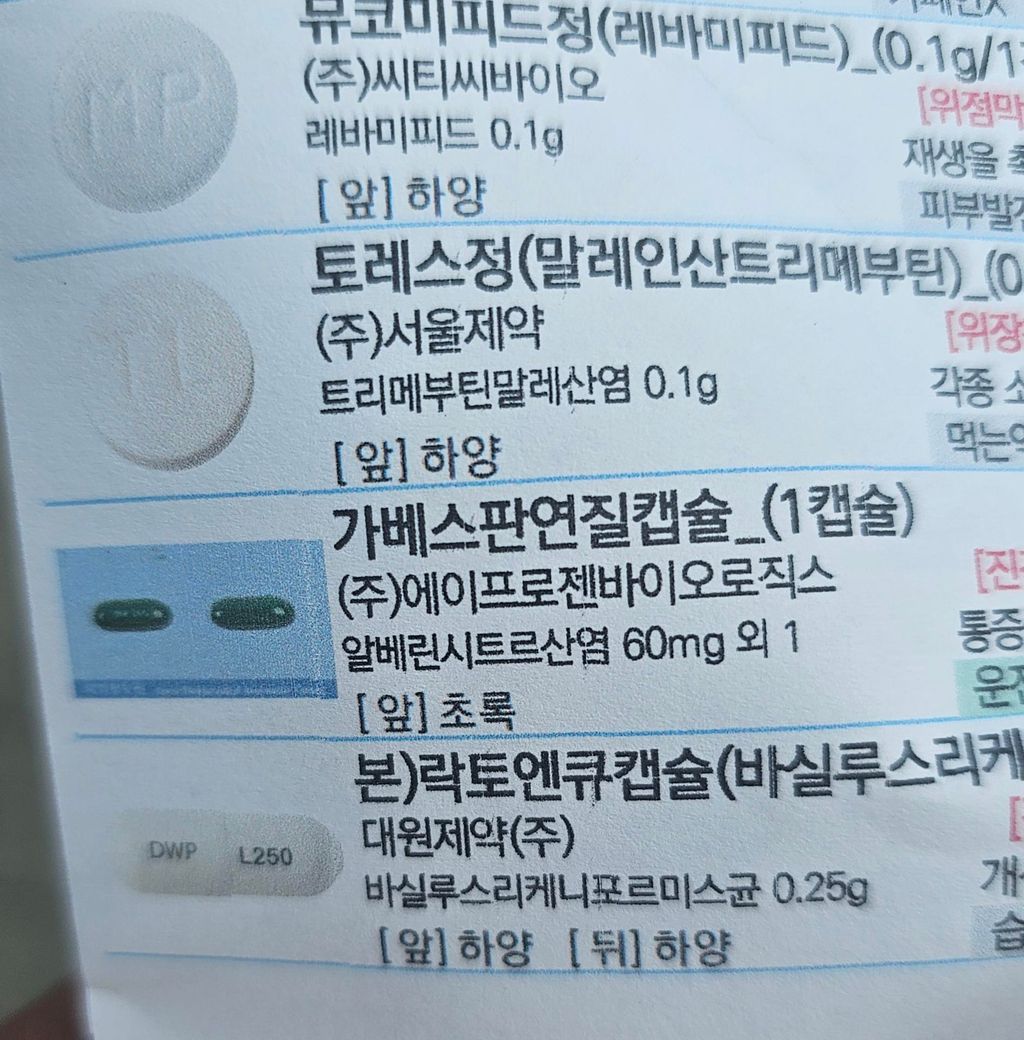 뮤코미피드정(레바미피드)_(0.1g/1
(주)씨티씨바이오
[위점막
레바미피드 0.1g
재생을
[앞] 하양
피부발
MP
토레스정(말레인산트리메부틴)_(0
(주)서울제약
[위장
트리메부틴말레산염 0.1g
각종 소
[앞] 하양
먹는
가베스판연질캡슐_(1캡슐)
(주)에이프로젠바이오로직스
[진
알베린시트르산염 60mg 외 1
통증
[앞] 초록
운전
본)락토엔큐캡슐(바실루스리케
대원제약(주)
DWP L250
바실루스리케니포르미스균 0.25g
개
[앞] 하양 [뒤] 하양
습